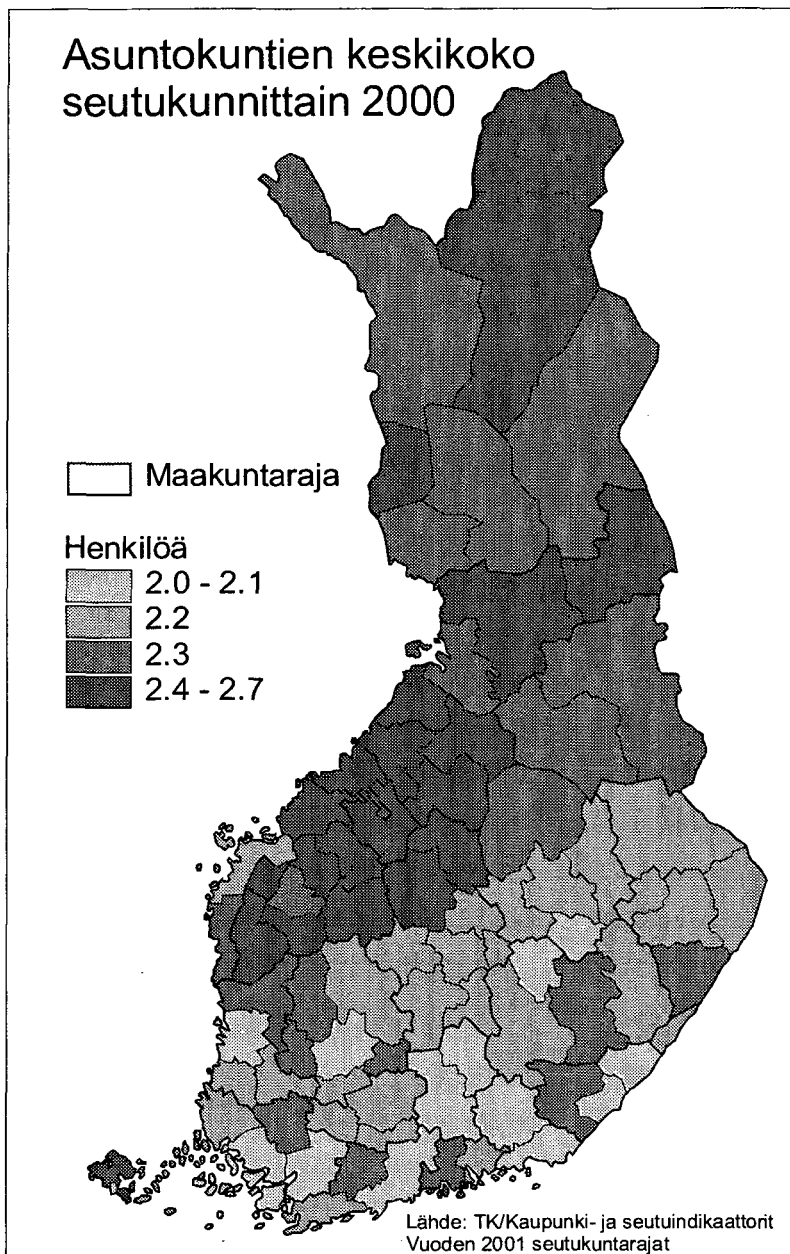 Asuntokuntien keskikoko
seutukunnittain 2000
Maakuntaraja
Henkilöä
2.0 - 2.1
2.2
2.3
2.4 - 2.7
Lähde: TK/Kaupunki- ja seutuindikaattorit
Vuoden 2001 seutukuntarajat